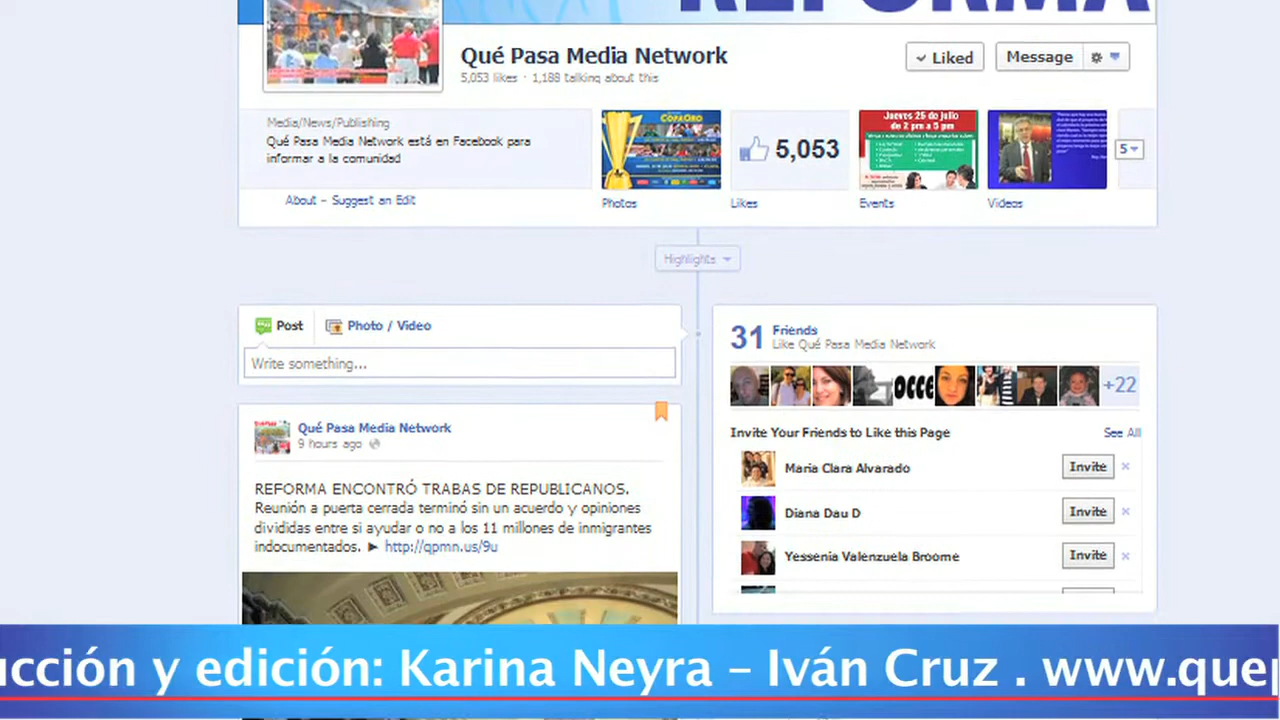 REFORMA
Qué Pasa Media Network
5,053 likes · 1,188 talking about this
Liked
Message
Media/News/Publishing
Qué Pasa Media Network está en Facebook para
informar a la comunidad
About – Suggest an Edit
COPAORO
Photos
5,053
Likes
Jueves 25 de julio
de 2 pm a 5 pm
Events
Videos
5
Highlights
Post
Photo / Video
Write something...
31 Friends
Like Qué Pasa Media Network
OCCE
+22
Invite Your Friends to Like this Page
See All
Maria Clara Alvarado
Invite
Diana Dau D
Invite
Yessenia Valenzuela Broome
Invite
Qué Pasa Media Network
9 hours ago
REFORMA ENCONTRÓ TRABAS DE REPUBLICANOS.
Reunión a puerta cerrada terminó sin un acuerdo y opiniones
divididas entre si ayudar o no a los 11 millones de inmigrantes
indocumentados. ► http://qpmn.us/9u
ucción y edición: Karina Neyra – Iván Cruz . www.quep